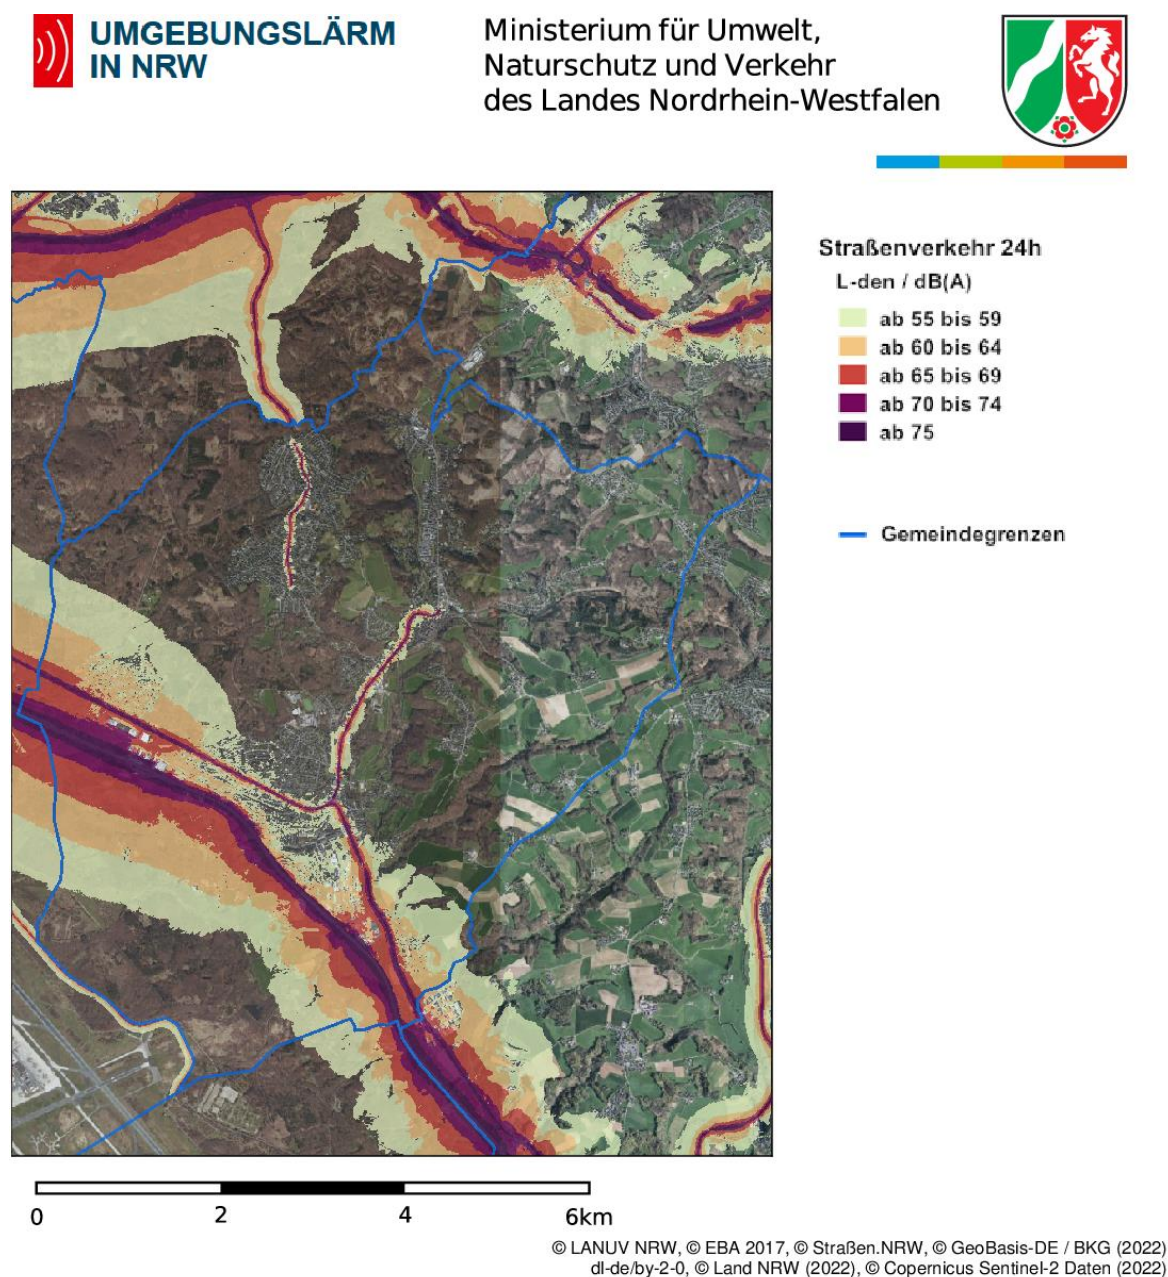 UMGEBUNGSLÄRM
IN NRW
Ministerium für Umwelt,
Naturschutz und Verkehr
des Landes Nordrhein-Westfalen
Straßenverkehr 24h
L-den / dB(A)
ab 55 bis 59
ab 60 bis 64
ab 65 bis 69
ab 70 bis 74
ab 75
Gemeindegrenzen
0 2 4 6km
© LANUV NRW, © EBA 2017, © Straßen.NRW, © GeoBasis-DE / BKG (2022)
dl-de/by-2-0, © Land NRW (2022), © Copernicus Sentinel-2 Daten (2022)